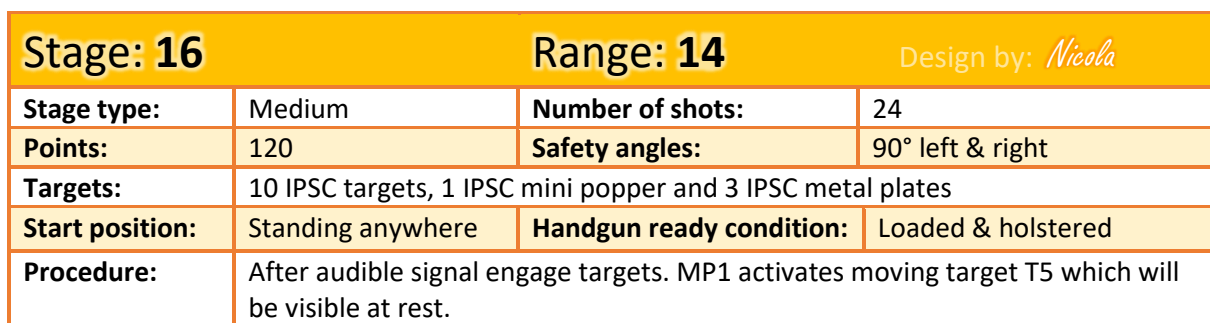 Stage: 16 Range: 14 Design by: Nicola
Stage type: Medium Number of shots: 24
Points: 120 Safety angles: 90° left & right
Targets: 10 IPSC targets, 1 IPSC mini popper and 3 IPSC metal plates
Start position: Standing anywhere Handgun ready condition: Loaded & holstered
Procedure: After audible signal engage targets. MP1 activates moving target T5 which will
be visible at rest.